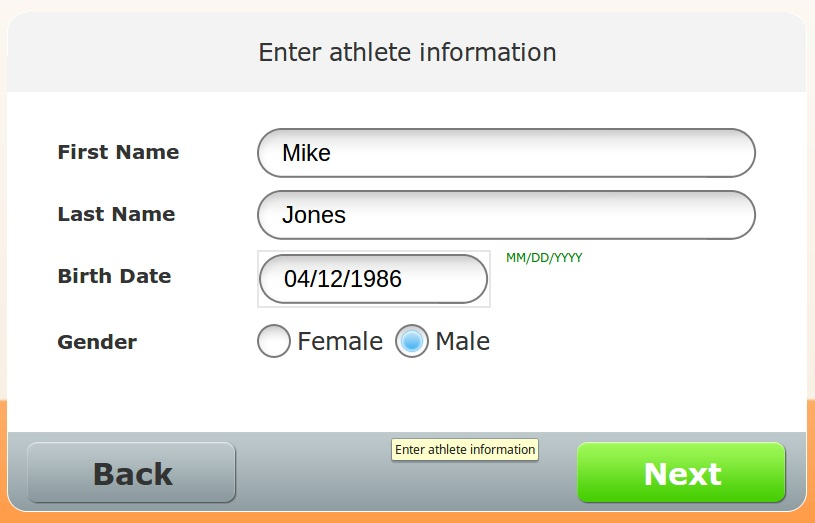 Enter athlete information
First Name Mike
Last Name Jones
Birth Date 04/12/1986 MM/DD/YYYY
Gender Female Male
Back Enter athlete information Next